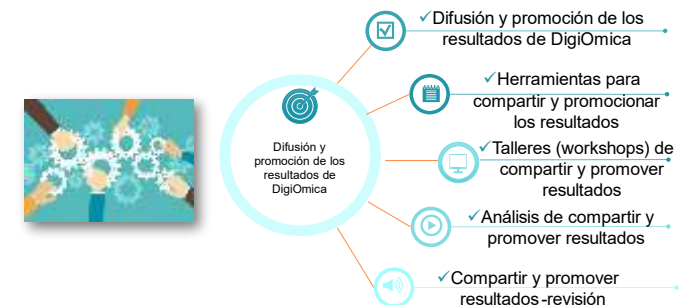 ✓Difusión y promoción de los
resultados de DigiOmica
✓Herramientas para
compartir y promocionar
los resultados
Difusión y
promoción de los
resultados de
DigiOmica
✓Talleres (workshops) de
compartir y promover
resultados
✓Análisis de compartir y
promover resultados
✓Compartir y promover
resultados-revisión